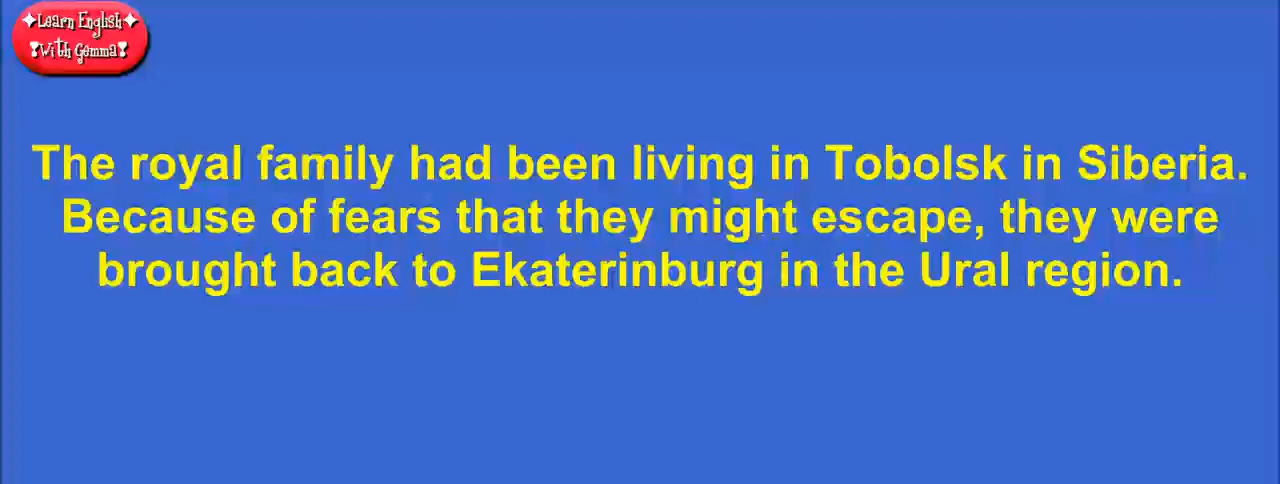 ✦Learn English✦
❢With Gemma❢
The royal family had been living in Tobolsk in Siberia.
Because of fears that they might escape, they were
brought back to Ekaterinburg in the Ural region.